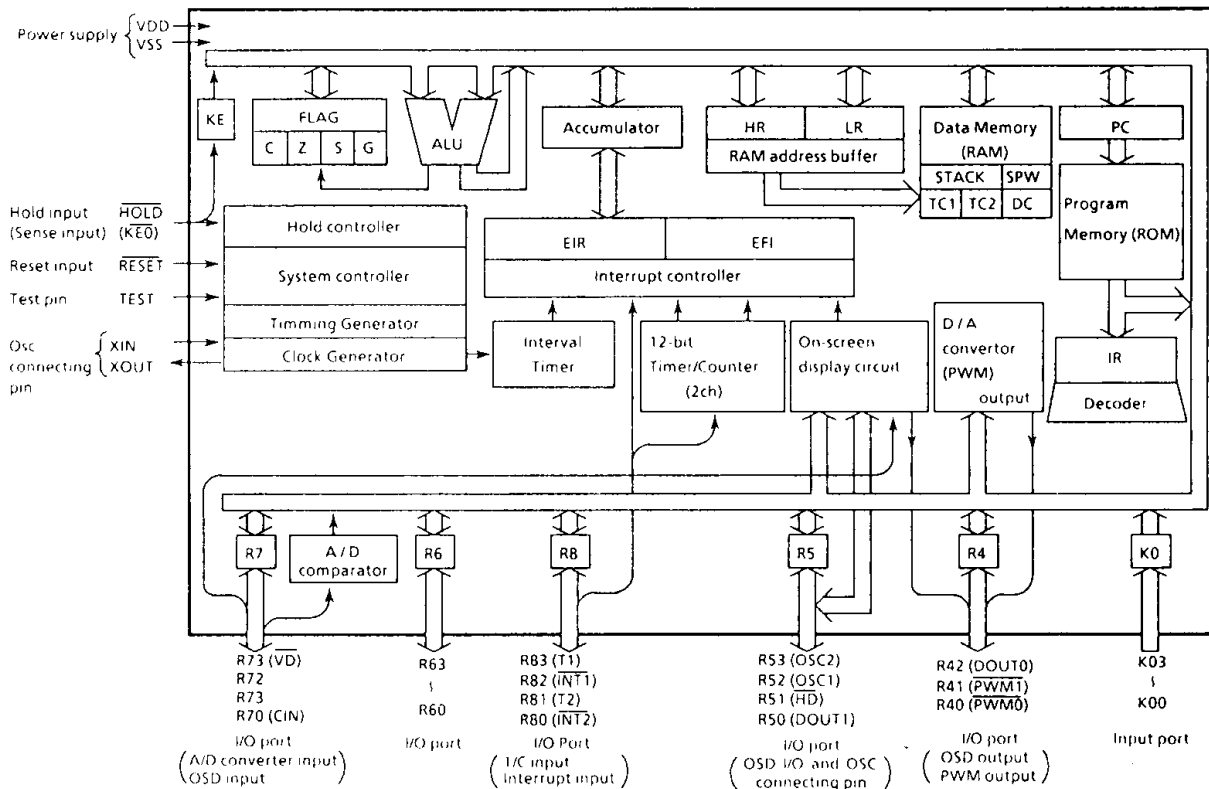 Power supply
VDD
VSS
KE
FLAG
C Z S G
ALU
Accumulator
HR LR
RAM address buffer
Data Memory
(RAM)
STACK SPW
TC1 TC2 DC
PC
Program
Memory (ROM)
Hold input HOLD
(Sense input) (KE0)
Reset input RESET
Test pin TEST
Osc
connecting
pin
XIN
XOUT
Hold controller
System controller
Timming Generator
Clock Generator
EIR EFI
Interrupt controller
Interval
Timer
12-bit
Timer/Counter
(2ch)
On-screen
display circuit
D/A
convertor
(PWM)
output
IR
Decoder
R7
A/D
comparator
R6
R8
R5
R4
K0
R73 (VD)
R72
R73
R70 (CIN)
I/O port
(A/D converter input)
OSD input
R63
~
R60
I/O port
R83 (T1)
R82 (INT1)
R81 (T2)
R80 (INT2)
I/O Port
(T/C input
Interrupt input)
R53 (OSC2)
R52 (OSC1)
R51 (HD)
R50 (DOUT1)
I/O port
(OSD I/O and OSC
connecting pin)
R42 (DOUT0)
R41 (PWM1)
R40 (PWM0)
I/O port
(OSD output
PWM output)
K03
~
K00
Input port